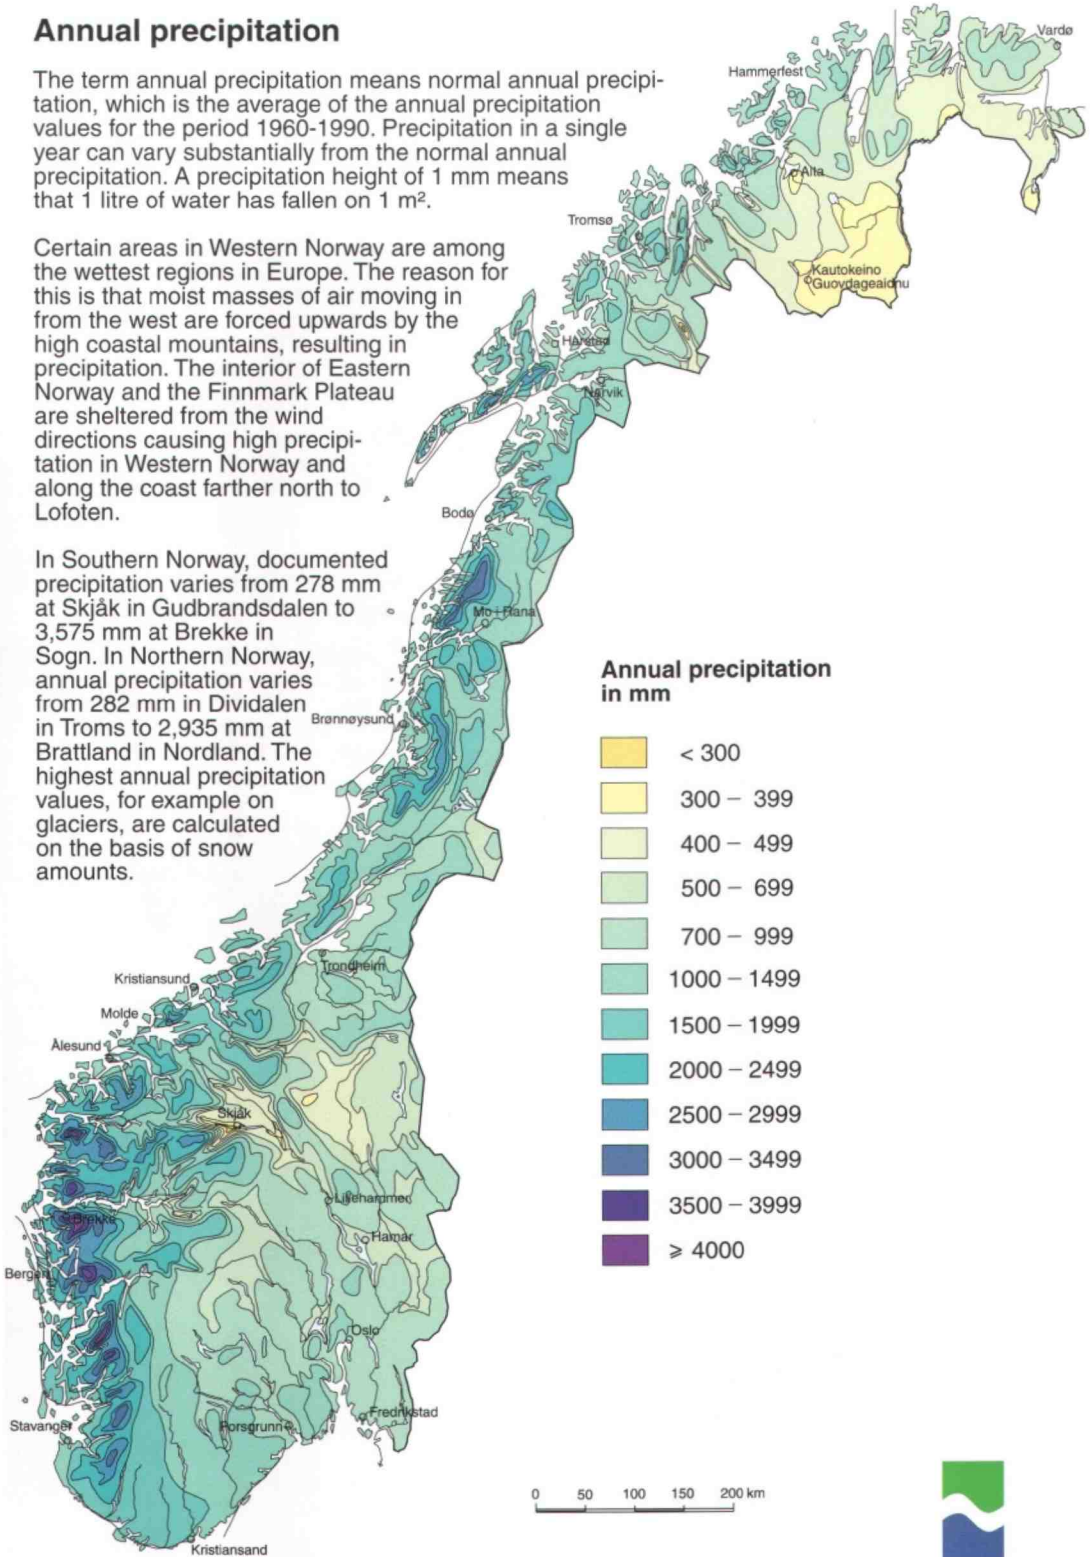 Annual precipitation
The term annual precipitation means normal annual precipi-
tation, which is the average of the annual precipitation
values for the period 1960-1990. Precipitation in a single
year can vary substantially from the normal annual
precipitation. A precipitation height of 1 mm means
that 1 litre of water has fallen on 1 m².
Certain areas in Western Norway are among
the wettest regions in Europe. The reason for
this is that moist masses of air moving in
from the west are forced upwards by the
high coastal mountains, resulting in
precipitation. The interior of Eastern
Norway and the Finnmark Plateau
are sheltered from the wind
directions causing high precipi-
tation in Western Norway and
along the coast farther north to
Lofoten.
In Southern Norway, documented
precipitation varies from 278 mm
at Skjåk in Gudbrandsdalen to
3,575 mm at Brekke in
Sogn. In Northern Norway,
annual precipitation varies
from 282 mm in Dividalen
in Troms to 2,935 mm at
Brattland in Nordland. The
highest annual precipitation
values, for example on
glaciers, are calculated
on the basis of snow
amounts.
Vardø
Hammerfest
Alta
Tromsø
Kautokeino
Guovdageaidnu
Harstad
Narvik
Bodø
Mo i Rana
Brønnøysund
Trondheim
Kristiansund
Molde
Ålesund
Skjåk
Lillehammer
Brekke
Hamar
Bergen
Oslo
Fredrikstad
Stavanger
Porsgrunn
Kristiansand
Annual precipitation
in mm
< 300
300 – 399
400 – 499
500 – 699
700 – 999
1000 – 1499
1500 – 1999
2000 – 2499
2500 – 2999
3000 – 3499
3500 – 3999
⩾ 4000
0 50 100 150 200 km